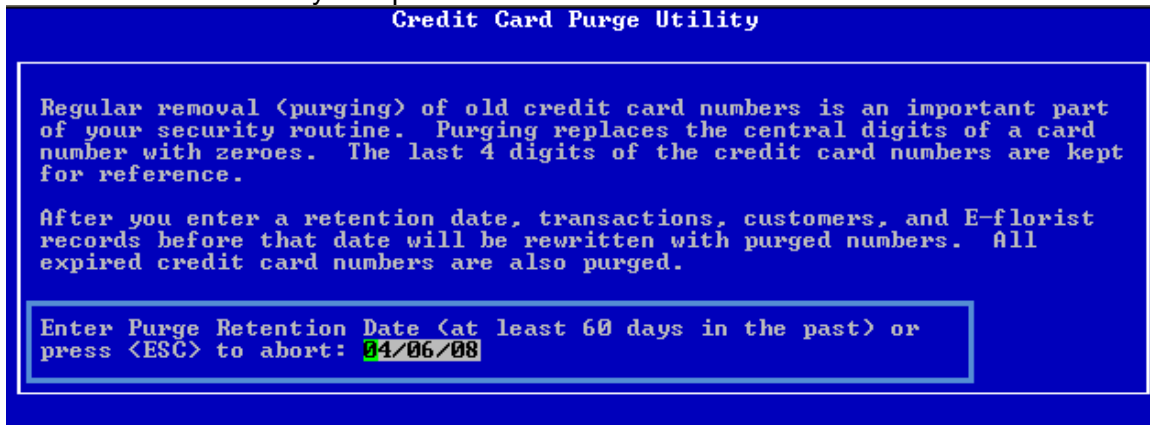 Credit Card Purge Utility
Regular removal (purging) of old credit card numbers is an important part
of your security routine.  Purging replaces the central digits of a card
number with zeroes.  The last 4 digits of the credit card numbers are kept
for reference.
After you enter a retention date, transactions, customers, and E-florist
records before that date will be rewritten with purged numbers.  All
expired credit card numbers are also purged.
Enter Purge Retention Date (at least 60 days in the past) or
press <ESC> to abort: 04/06/08